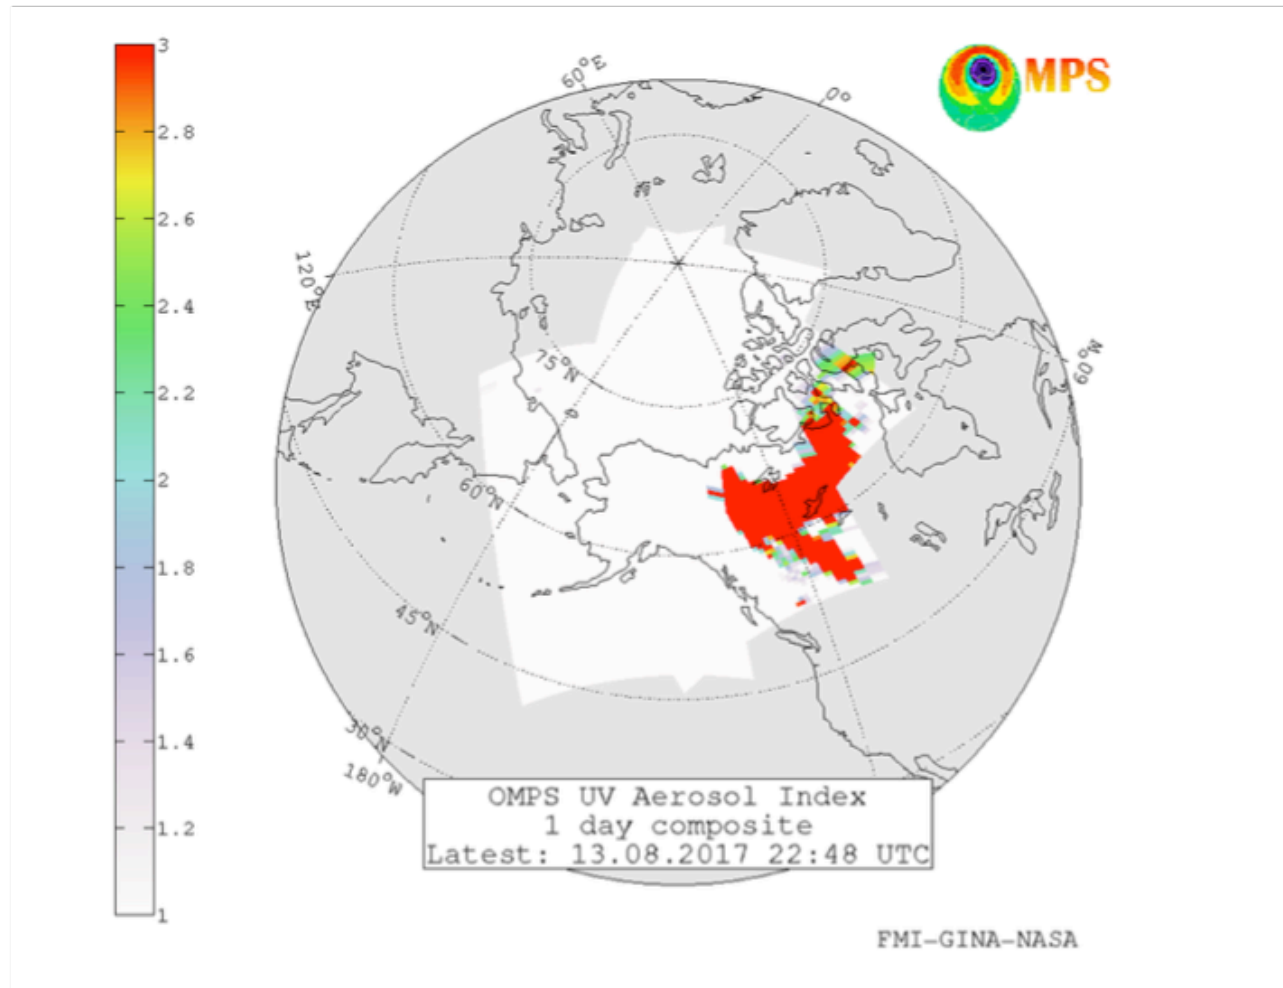 3
2.8
2.6
2.4
2.2
2
1.8
1.6
1.4
1.2
1
60°E
0°
120°E
60°W
75°N
60°N
45°N
30°N
180°W
MPS
OMPS UV Aerosol Index
1 day composite
Latest: 13.08.2017 22:48 UTC
FMI-GINA-NASA